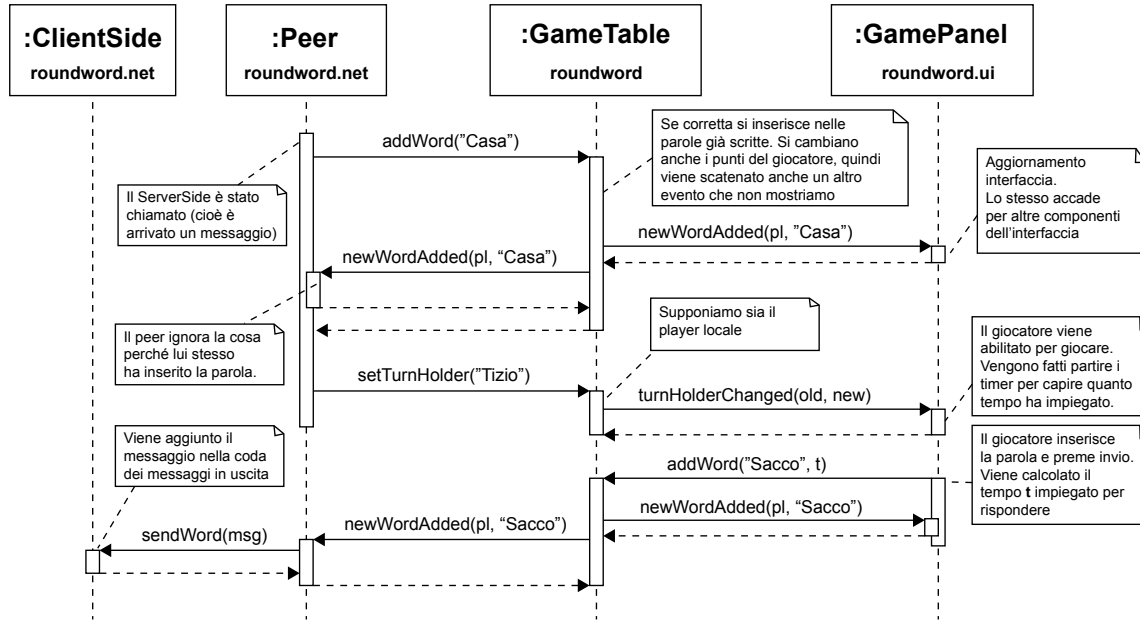 :ClientSide
roundword.net
:Peer
roundword.net
:GameTable
roundword
:GamePanel
roundword.ui
addWord(”Casa”)
Se corretta si inserisce nelle
parole già scritte. Si cambiano
anche i punti del giocatore, quindi
viene scatenato anche un altro
evento che non mostriamo
Aggiornamento
interfaccia.
Lo stesso accade
per altre componenti
dell’interfaccia
Il ServerSide è stato
chiamato (cioè è
arrivato un messaggio)
newWordAdded(pl, ”Casa”)
newWordAdded(pl, “Casa”)
Il peer ignora la cosa
perché lui stesso
ha inserito la parola.
Supponiamo sia il
player locale
Il giocatore viene
abilitato per giocare.
Vengono fatti partire i
timer per capire quanto
tempo ha impiegato.
setTurnHolder(”Tizio”)
turnHolderChanged(old, new)
Viene aggiunto il
messaggio nella coda
dei messaggi in uscita
Il giocatore inserisce
la parola e preme invio.
Viene calcolato il
tempo t impiegato per
rispondere
addWord(”Sacco”, t)
newWordAdded(pl, “Sacco”)
newWordAdded(pl, “Sacco”)
sendWord(msg)